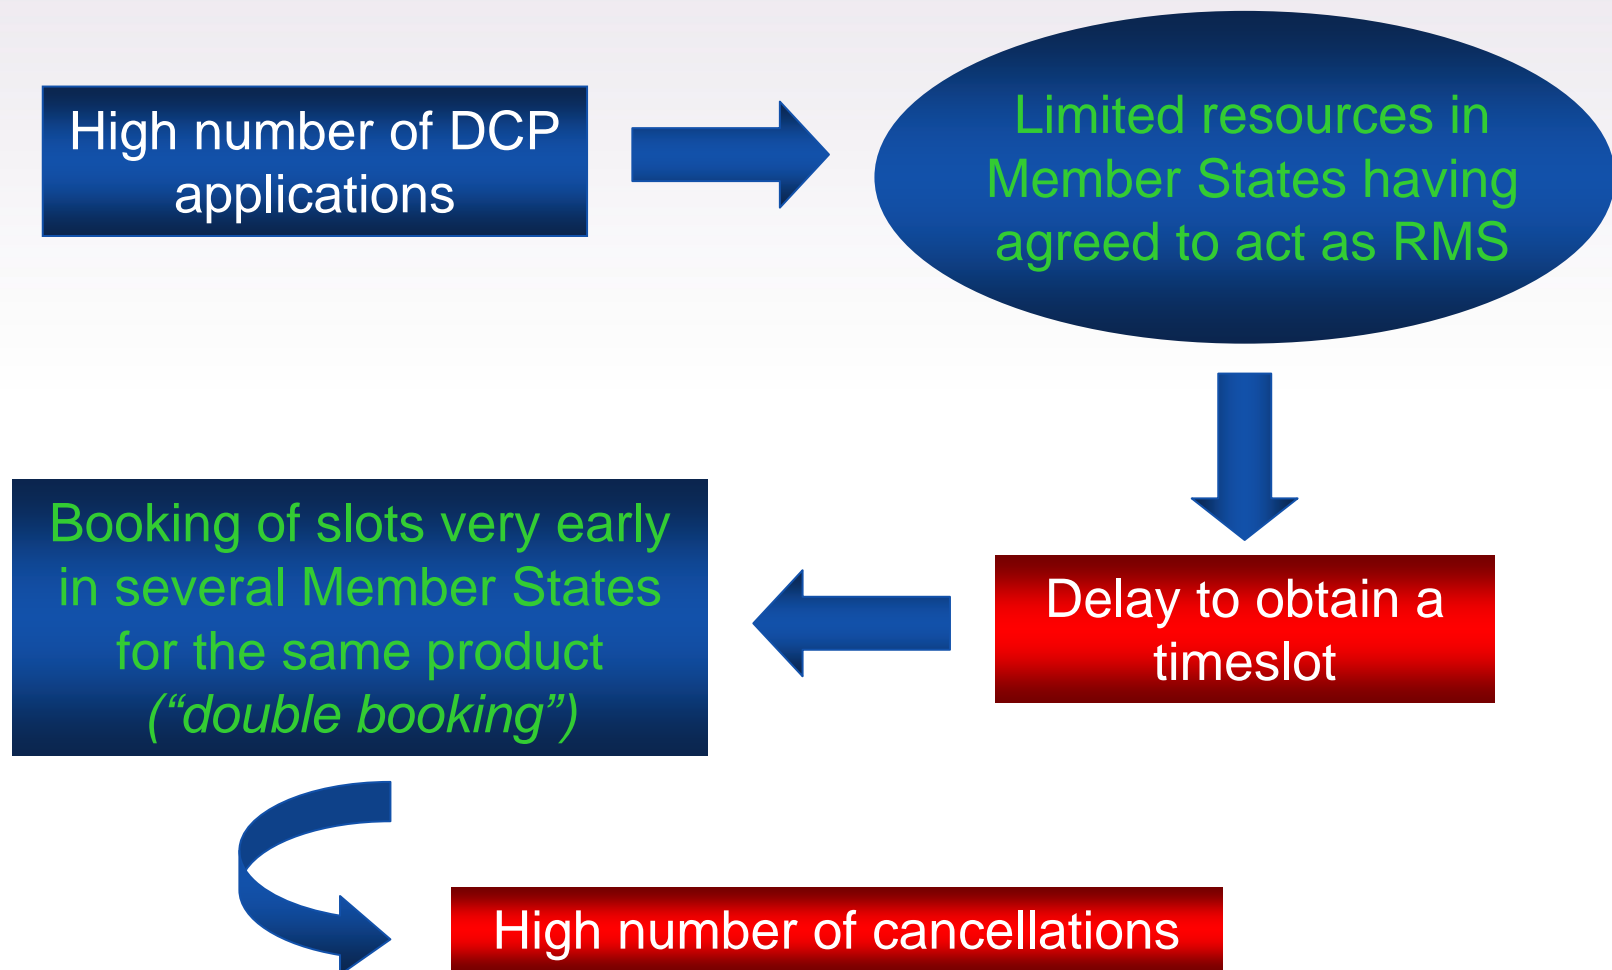 High number of DCP
applications
Limited resources in
Member States having
agreed to act as RMS
Delay to obtain a
timeslot
Booking of slots very early
in several Member States
for the same product
(“double booking”)
High number of cancellations